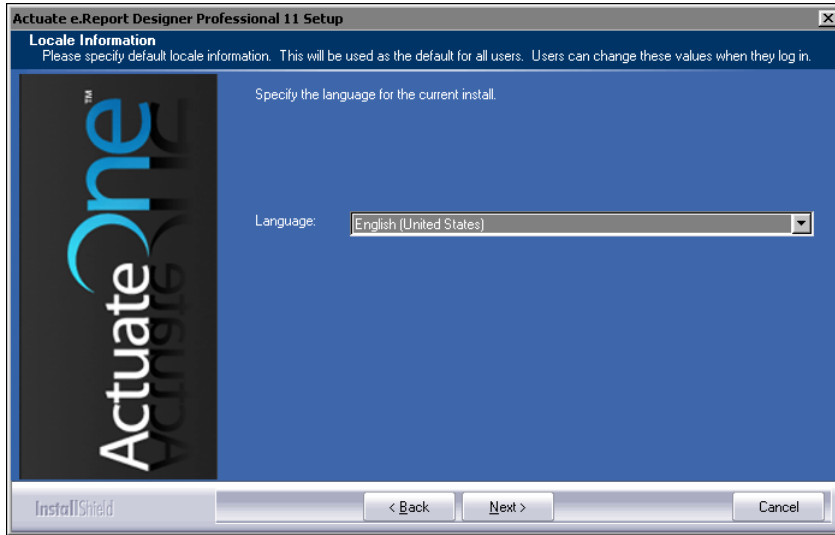 Actuate e.Report Designer Professional 11 Setup
Locale Information
Please specify default locale information. This will be used as the default for all users. Users can change these values when they log in.
Specify the language for the current install.
Language:
English (United States)
ActuateOne™
InstallShield
< Back
Next >
Cancel